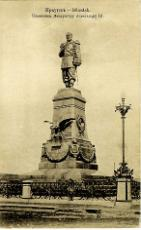 Иркутскъ. – Irkoutsk.
Памятникъ Императору Александру III.